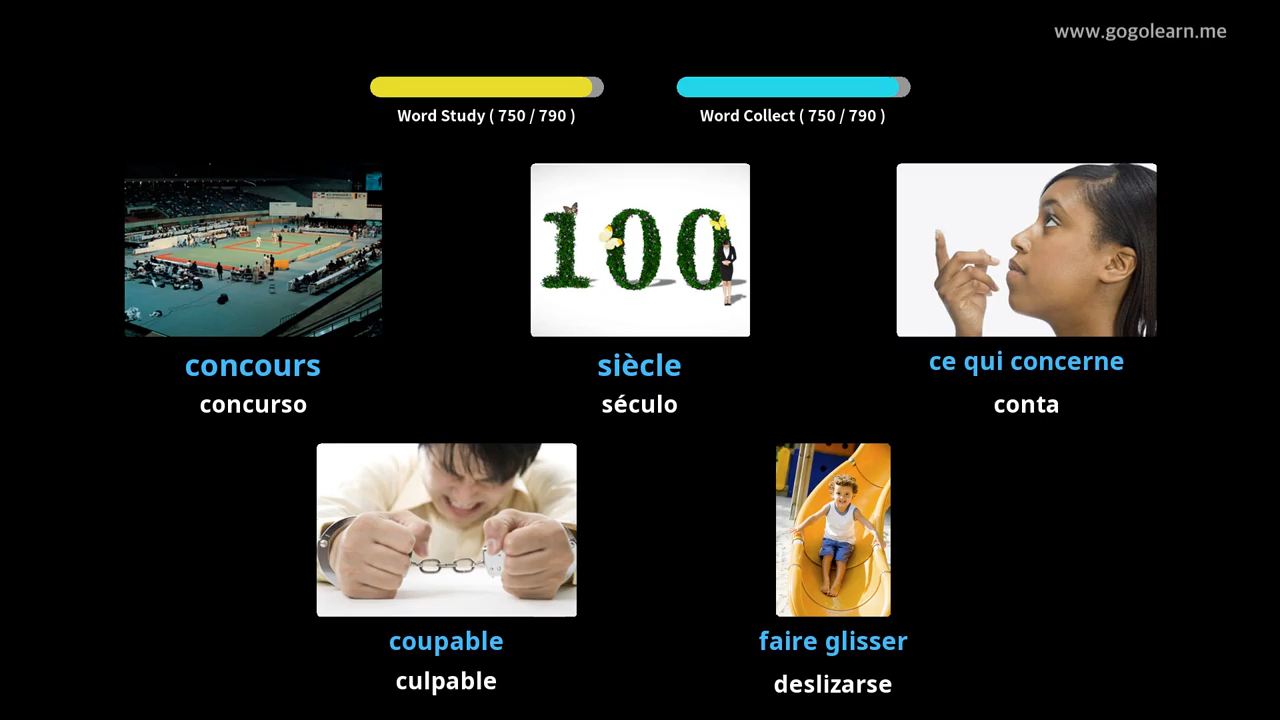 www.gogolearn.me
Word Study ( 750 / 790 )
Word Collect ( 750 / 790 )
concours
concurso
siècle
século
ce qui concerne
conta
coupable
culpable
faire glisser
deslizarse